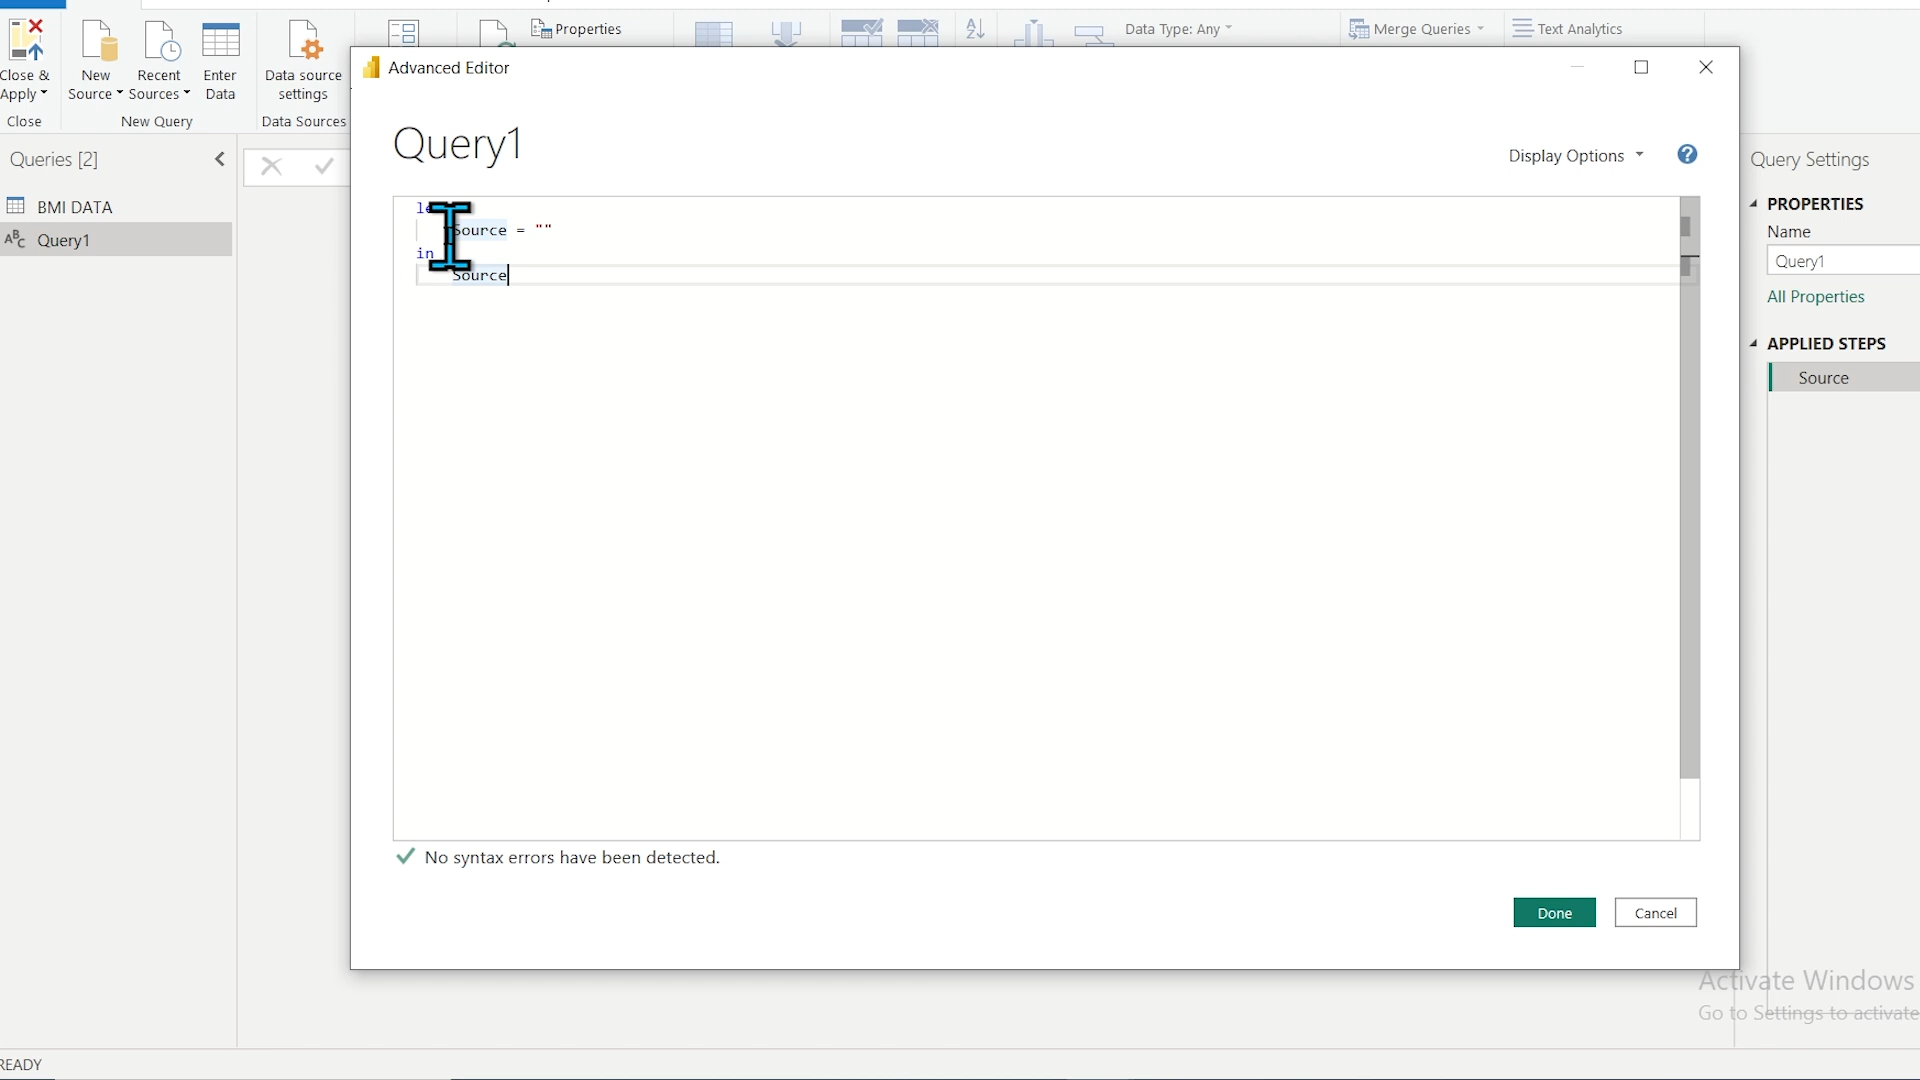 Close &
Apply
New
Source
Recent
Sources
Enter
Data
Data source
settings
Properties
Data Type: Any
Merge Queries
Text Analytics
Close
New Query
Data Sources
Advanced Editor
Queries [2]
BMI DATA
ABC Query1
Query1
Display Options
?
Source = ""
in
Source
No syntax errors have been detected.
Done
Cancel
Query Settings
PROPERTIES
Name
Query1
All Properties
APPLIED STEPS
Source
Activate Windows
Go to Settings to activate
READY